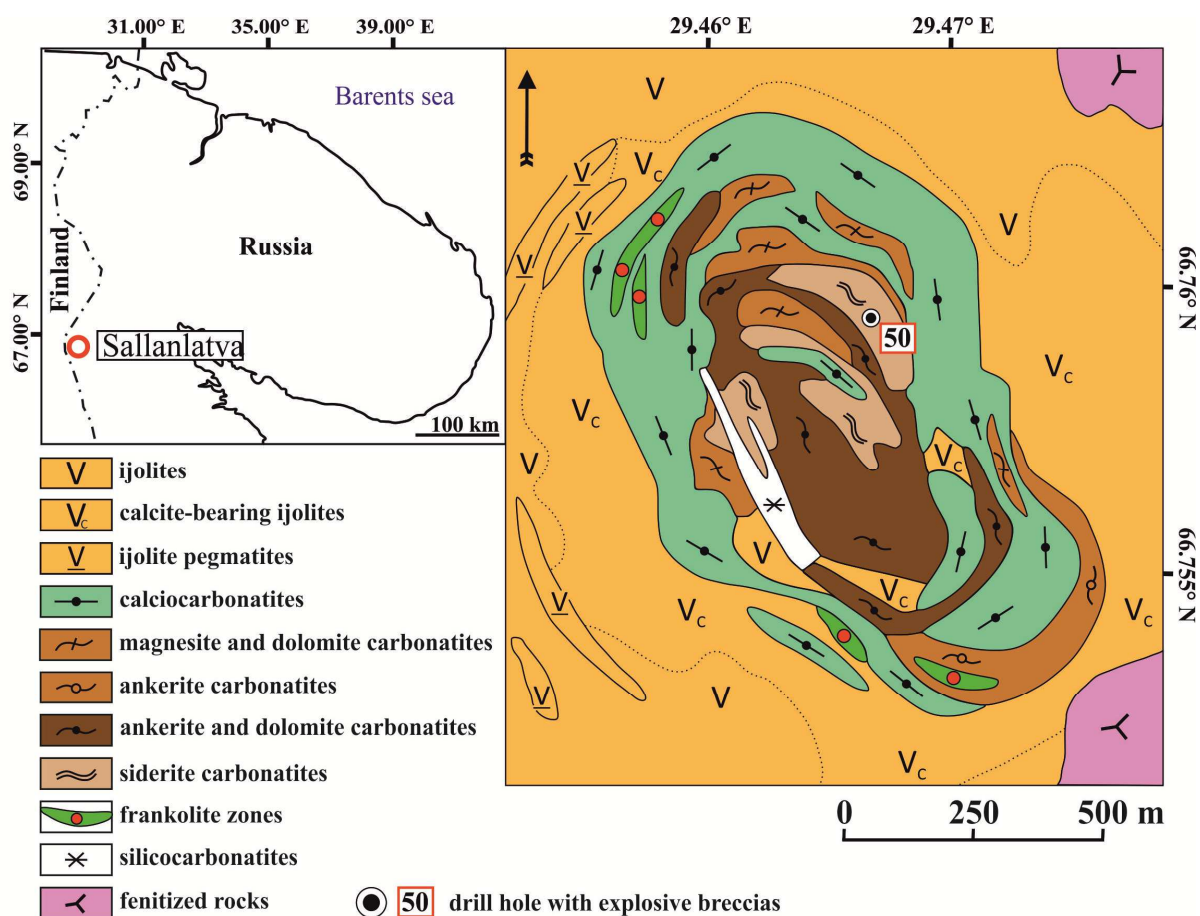 31.00° E
35.00° E
39.00° E
69.00° N
67.00° N
Barents sea
Finland
Russia
Sallanlatva
100 km
29.46° E
29.47° E
66.76° N
66.755° N
V
V
Vc
V
V
V
V
50
Vc
Vc
V
Vc
V
V
Vc
Vc
Vc
V
V
Vc
V ijolites
Vc calcite-bearing ijolites
V ijolite pegmatites
calciocarbonatites
magnesite and dolomite carbonatites
ankerite carbonatites
ankerite and dolomite carbonatites
siderite carbonatites
frankolite zones
silicocarbonatites
fenitized rocks
50 drill hole with explosive breccias
0 250 500 m